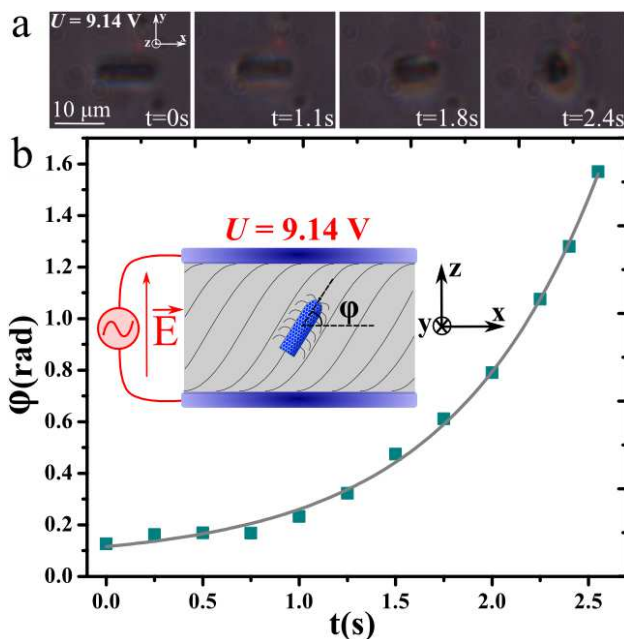 a
U = 9.14 V
y
z
x
10 μm
t=0s
t=1.1s
t=1.8s
t=2.4s
b
1.6
1.4
1.2
1.0
0.8
0.6
0.4
0.2
0.0
φ(rad)
U = 9.14 V
E
φ
z
y
x
0.0
0.5
1.0
1.5
2.0
2.5
t(s)